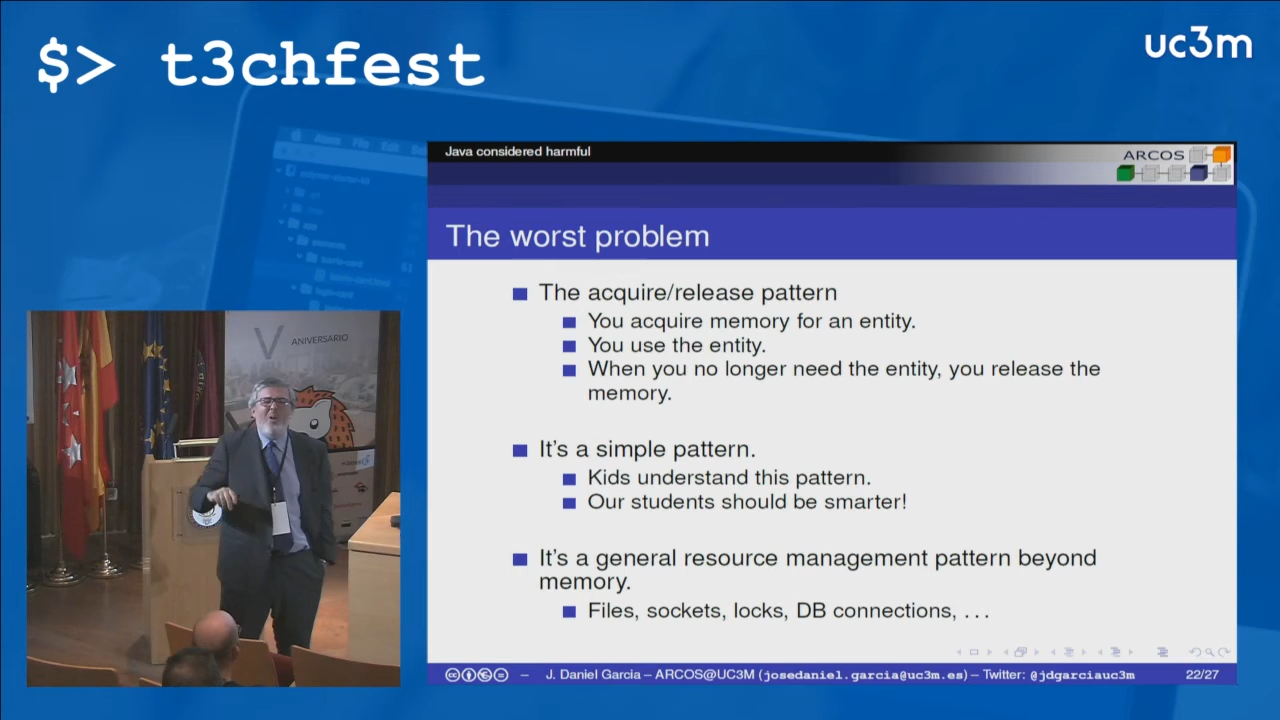 $> t3chfest
uc3m
Java considered harmful
ARCOS
The worst problem
The acquire/release pattern
You acquire memory for an entity.
You use the entity.
When you no longer need the entity, you release the
memory.
It's a simple pattern.
Kids understand this pattern.
Our students should be smarter!
It's a general resource management pattern beyond
memory.
Files, sockets, locks, DB connections, . . .
– J. Daniel Garcia – ARCOS@UC3M (josedaniel.garcia@uc3m.es) – Twitter: @jdgarciauc3m 22/27
V ANIVERSARIO